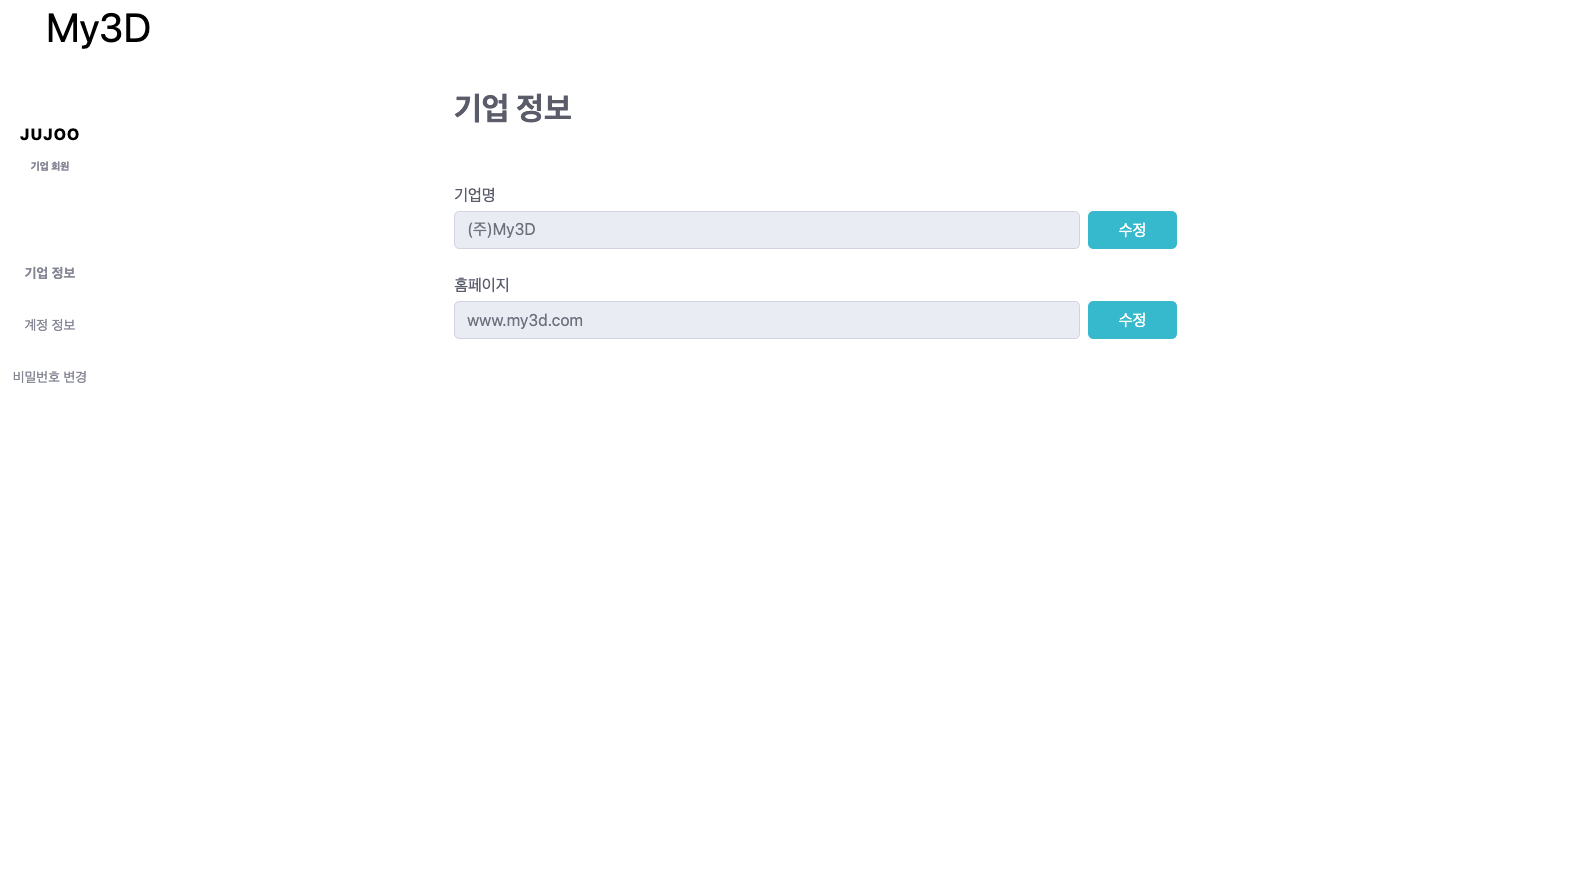 My3D
JUJOO
기업 회원
기업 정보
계정 정보
비밀번호 변경
기업 정보
기업명
(주)My3D
수정
홈페이지
www.my3d.com
수정